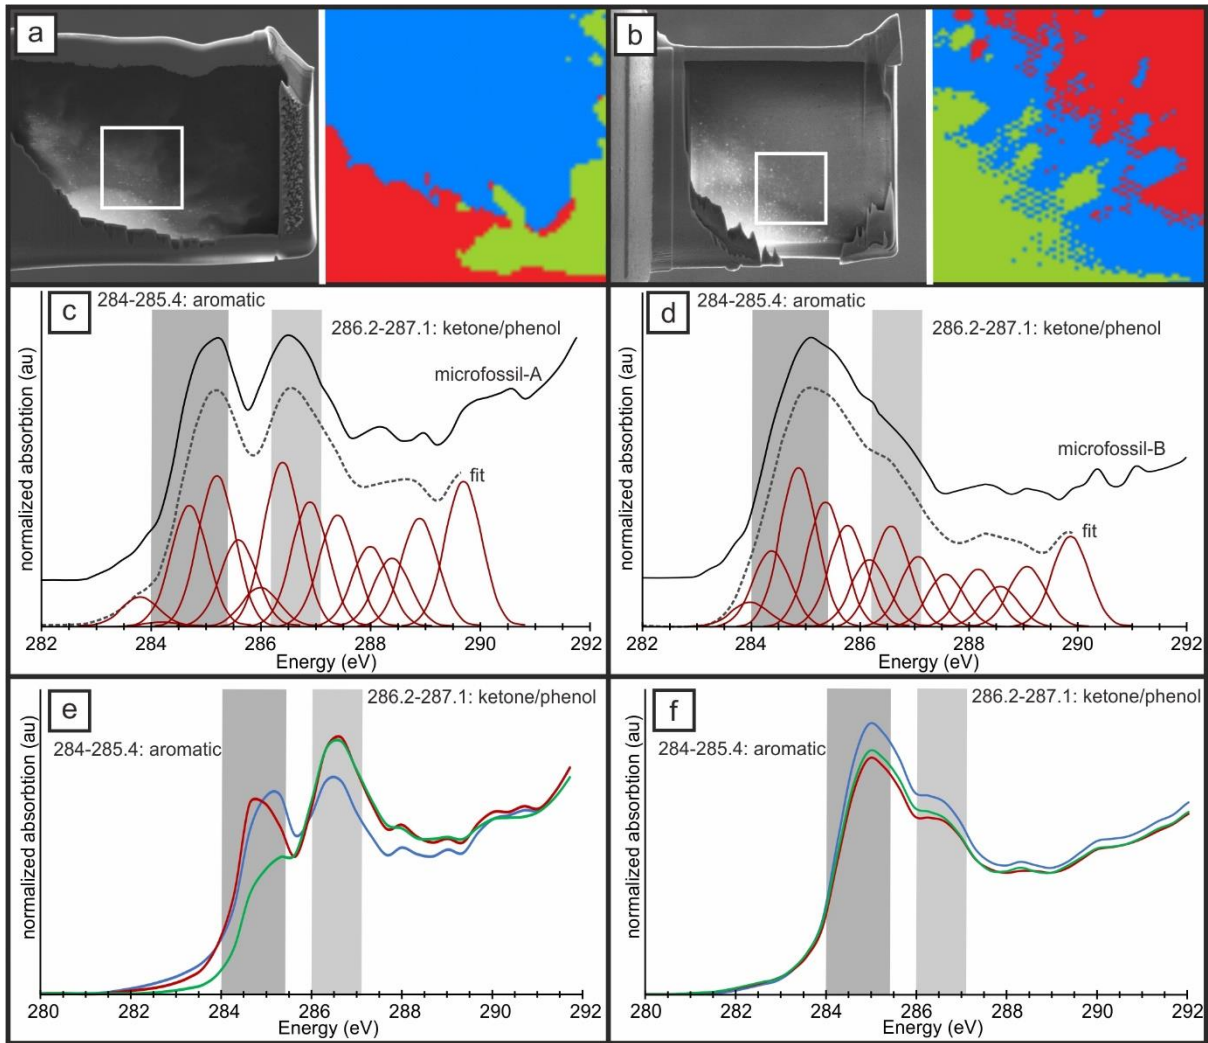 a
b
c
284-285.4: aromatic
286.2-287.1: ketone/phenol
microfossil-A
fit
normalized absorbtion (au)
282 284 286 288 290 292
Energy (eV)
d
284-285.4: aromatic
286.2-287.1: ketone/phenol
microfossil-B
fit
normalized absorbtion (au)
282 284 286 288 290 292
Energy (eV)
e
286.2-287.1: ketone/phenol
284-285.4: aromatic
normalized absorption (au)
280 282 284 286 288 290 292
Energy (eV)
f
286.2-287.1: ketone/phenol
284-285.4: aromatic
normalized absorption (au)
280 282 284 286 288 290 292
Energy (eV)